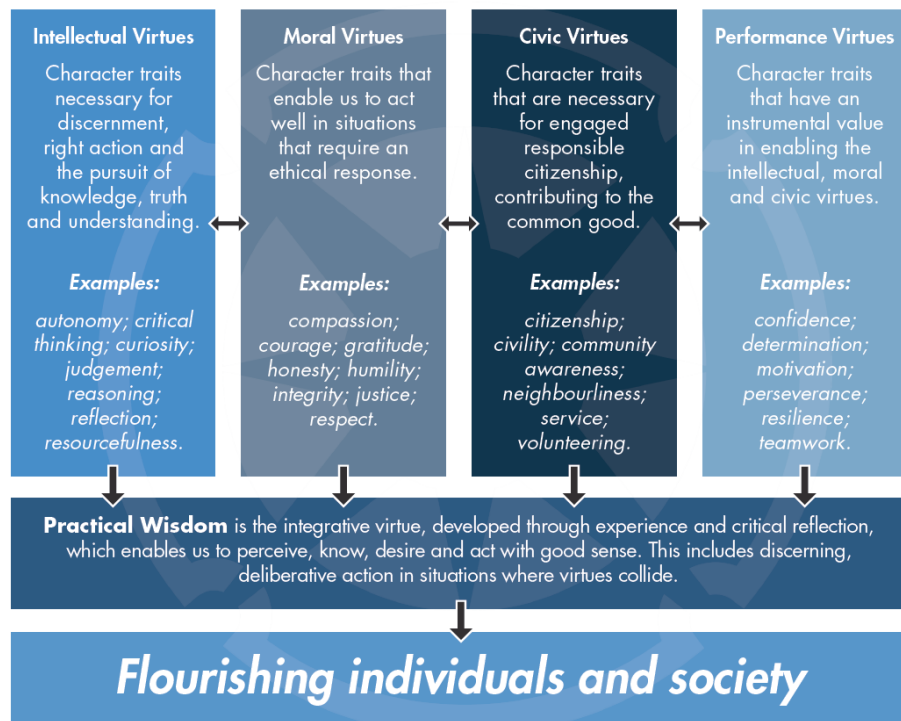 Intellectual Virtues
Character traits
necessary for
discernment,
right action and
the pursuit of
knowledge, truth
and understanding.
Examples:
autonomy; critical
thinking; curiosity;
judgement;
reasoning;
reflection;
resourcefulness.
Moral Virtues
Character traits that
enable us to act
well in situations
that require an
ethical response.
Examples:
compassion;
courage; gratitude;
honesty; humility;
integrity; justice;
respect.
Civic Virtues
Character traits
that are necessary
for engaged
responsible
citizenship,
contributing to the
common good.
Examples:
citizenship;
civility; community
awareness;
neighbourliness;
service;
volunteering.
Performance Virtues
Character traits
that have an
instrumental value
in enabling the
intellectual, moral
and civic virtues.
Examples:
confidence;
determination;
motivation;
perseverance;
resilience;
teamwork.
Practical Wisdom is the integrative virtue, developed through experience and critical reflection,
which enables us to perceive, know, desire and act with good sense. This includes discerning,
deliberative action in situations where virtues collide.
Flourishing individuals and society